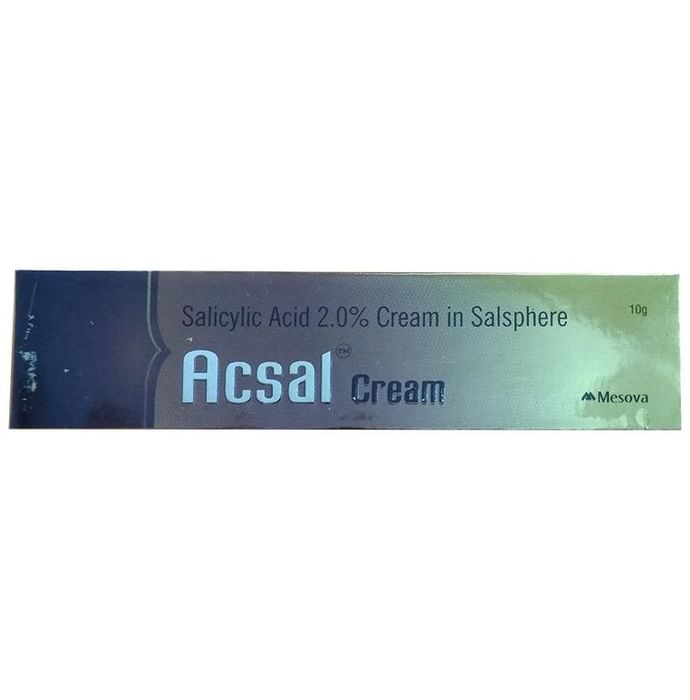 Salicylic Acid 2.0% Cream in Salsphere
10g
Acsal™ Cream
Mesova